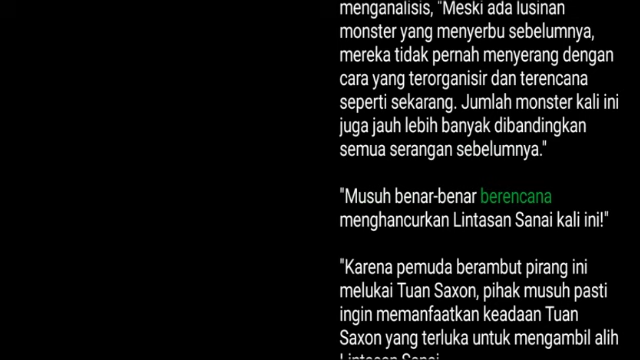 menganalisis, "Meski ada lusinan
monster yang menyerbu sebelumnya,
mereka tidak pernah menyerang dengan
cara yang terorganisir dan terencana
seperti sekarang. Jumlah monster kali ini
juga jauh lebih banyak dibandingkan
semua serangan sebelumnya."
"Musuh benar-benar berencana
menghancurkan Lintasan Sanai kali ini!"
"Karena pemuda berambut pirang ini
melukai Tuan Saxon, pihak musuh pasti
ingin memanfaatkan keadaan Tuan
Saxon yang terluka untuk mengambil alih
Lintasan Sanai